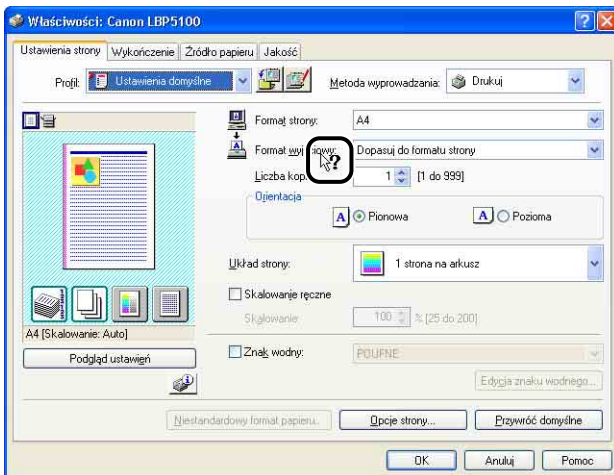 Właściwości: Canon LBP5100
Ustawienia strony Wykończenie Źródło papieru Jakość
Profil: Ustawienia domyślne Metoda wyprowadzania: Drukuj
Format strony: A4
Format Dopasuj do formatu strony
Liczba 1 [1 do 999]
Orientacja
A Pionowa A Pozioma
Układ strony: 1 strona na arkusz
Skalowanie ręczne
Skalowanie: 100 % [25 do 200]
A4 [Skalowanie: Auto]
Podgląd ustawień
Znak wodny: POUFNE
Edycja znaku wodnego...
Niestandardowy format papieru... Opcje strony... Przywróć domyślne
OK Anuluj Pomoc